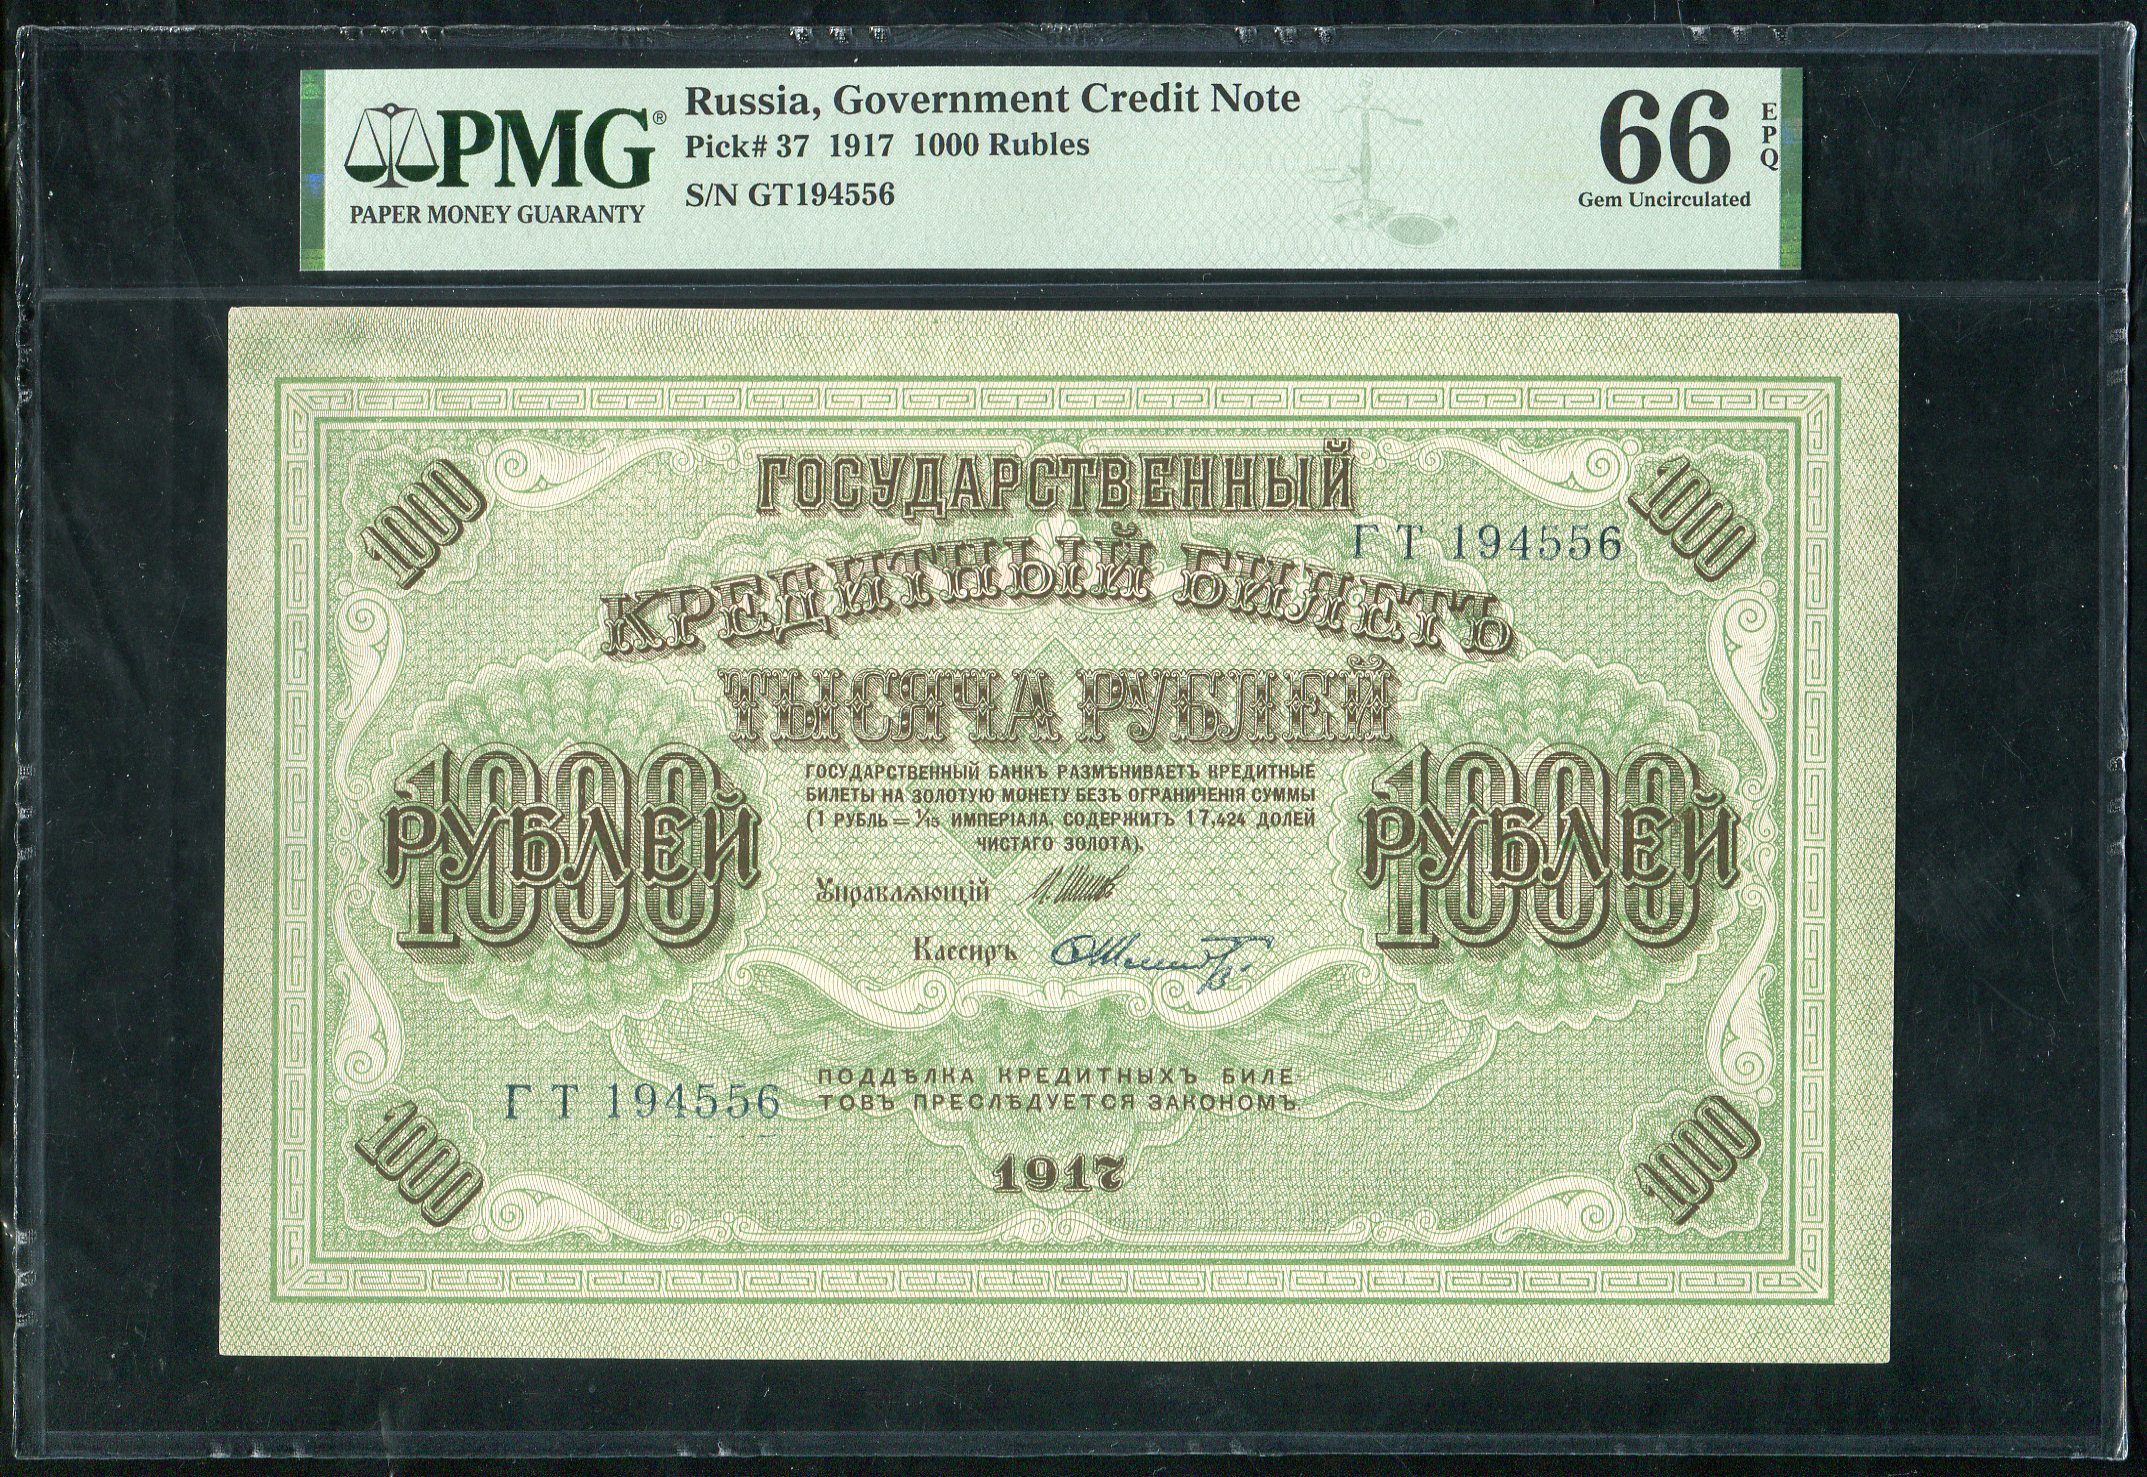 PMG®
PAPER MONEY GUARANTY
Russia, Government Credit Note
Pick# 37 1917 1000 Rubles
S/N GT194556
66
EPQ
Gem Uncirculated
1000
1000
ГОСУДАРСТВЕННЫЙ
ГТ 194556
КРЕДИТНЫЙ БИЛЕТЪ
ТЫСЯЧА РУБЛЕЙ
1000
РУБЛЕЙ
1000
РУБЛЕЙ
ГОСУДАРСТВЕННЫЙ БАНКЪ РАЗМѢНИВАЕТЪ КРЕДИТНЫЕ
БИЛЕТЫ НА ЗОЛОТУЮ МОНЕТУ БЕЗЪ ОГРАНИЧЕНІЯ СУММЫ
(1 РУБЛЬ = 1/15 ИМПЕРІАЛА, СОДЕРЖИТЪ 17,424 ДОЛЕЙ
ЧИСТАГО ЗОЛОТА).
Управляющій
Кассиръ
ГТ 194556
ПОДДѢЛКА КРЕДИТНЫХЪ БИЛЕ
ТОВЪ ПРЕСЛѢДУЕТСЯ ЗАКОНОМЪ.
1917
1000
1000